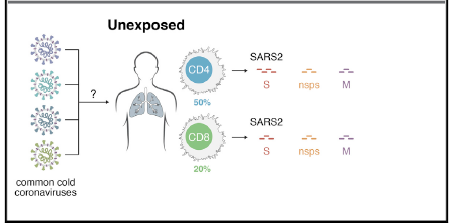 Unexposed
?
common cold
coronaviruses
CD4
50%
SARS2
S nsps M
CD8
20%
SARS2
S nsps M